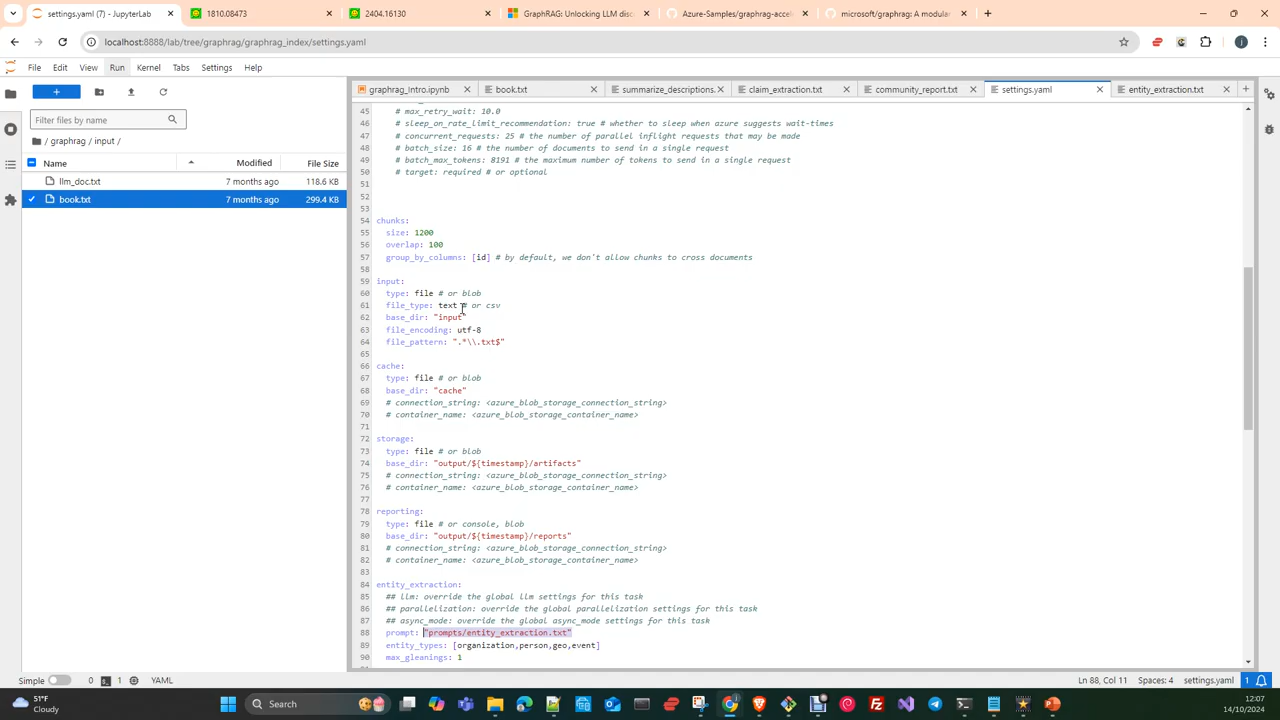 settings.yaml (7) - JupyterLab
1810.08473
2404.16130
GraphRAG: Unlocking LLM disc
Azure-Samples/graphrag-accele
microsoft/graphrag: A modular
localhost:8888/lab/tree/graphrag/graphrag_index/settings.yaml
File Edit View Run Kernel Tabs Settings Help
graphrag_Intro.ipynb
book.txt
summarize_descriptions.
claim_extraction.txt
community_report.txt
settings.yaml
entity_extraction.txt
Filter files by name
/ graphrag / input /
Name Modified File Size
llm_doc.txt 7 months ago 118.6 KB
book.txt 7 months ago 299.4 KB
45 # max_retry_wait: 10.0
46 # sleep_on_rate_limit_recommendation: true # whether to sleep when azure suggests wait-times
47 # concurrent_requests: 25 # the number of parallel inflight requests that may be made
48 # batch_size: 16 # the number of documents to send in a single request
49 # batch_max_tokens: 8191 # the maximum number of tokens to send in a single request
50 # target: required # or optional
51
52
53
54 chunks:
55 size: 1200
56 overlap: 100
57 group_by_columns: [id] # by default, we don't allow chunks to cross documents
58
59 input:
60 type: file # or blob
61 file_type: text # or csv
62 base_dir: "input"
63 file_encoding: utf-8
64 file_pattern: ".*\\.txt$"
65
66 cache:
67 type: file # or blob
68 base_dir: "cache"
69 # connection_string: <azure_blob_storage_connection_string>
70 # container_name: <azure_blob_storage_container_name>
71
72 storage:
73 type: file # or blob
74 base_dir: "output/${timestamp}/artifacts"
75 # connection_string: <azure_blob_storage_connection_string>
76 # container_name: <azure_blob_storage_container_name>
77
78 reporting:
79 type: file # or console, blob
80 base_dir: "output/${timestamp}/reports"
81 # connection_string: <azure_blob_storage_connection_string>
82 # container_name: <azure_blob_storage_container_name>
83
84 entity_extraction:
85 ## llm: override the global llm settings for this task
86 ## parallelization: override the global parallelization settings for this task
87 ## async_mode: override the global async_mode settings for this task
88 prompt: "prompts/entity_extraction.txt"
89 entity_types: [organization,person,geo,event]
90 max_gleanings: 1
Simple 0 1 YAML
Ln 88, Col 11 Spaces: 4 settings.yaml 1
51°F
Cloudy
Search
12:07
14/10/2024